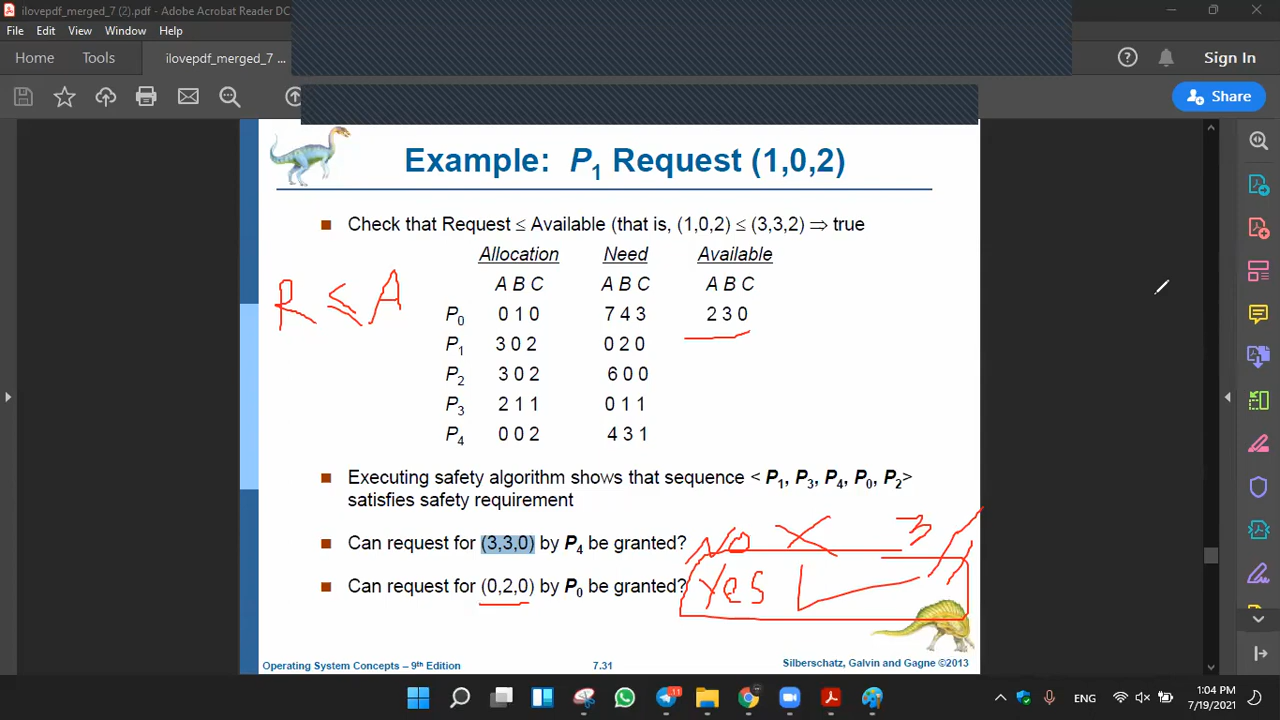 ilovepdf_merged_7 (2).pdf - Adobe Acrobat Reader DC
File Edit View Window Help
Home Tools ilovepdf_merged_7 ... Sign In
Share
Example: P1 Request (1,0,2)
Check that Request ≤ Available (that is, (1,0,2) ≤ (3,3,2) ⇒ true
Allocation Need Available
A B C A B C A B C
R ≤ A
P0 0 1 0 7 4 3 2 3 0
P1 3 0 2 0 2 0
P2 3 0 2 6 0 0
P3 2 1 1 0 1 1
P4 0 0 2 4 3 1
Executing safety algorithm shows that sequence < P1, P3, P4, P0, P2>
satisfies safety requirement
Can request for (3,3,0) by P4 be granted? NO X 3
Can request for (0,2,0) by P0 be granted? Yes
Operating System Concepts – 9th Edition 7.31 Silberschatz, Galvin and Gagne ©2013
11 ENG 1:04 PM
7/19/2021